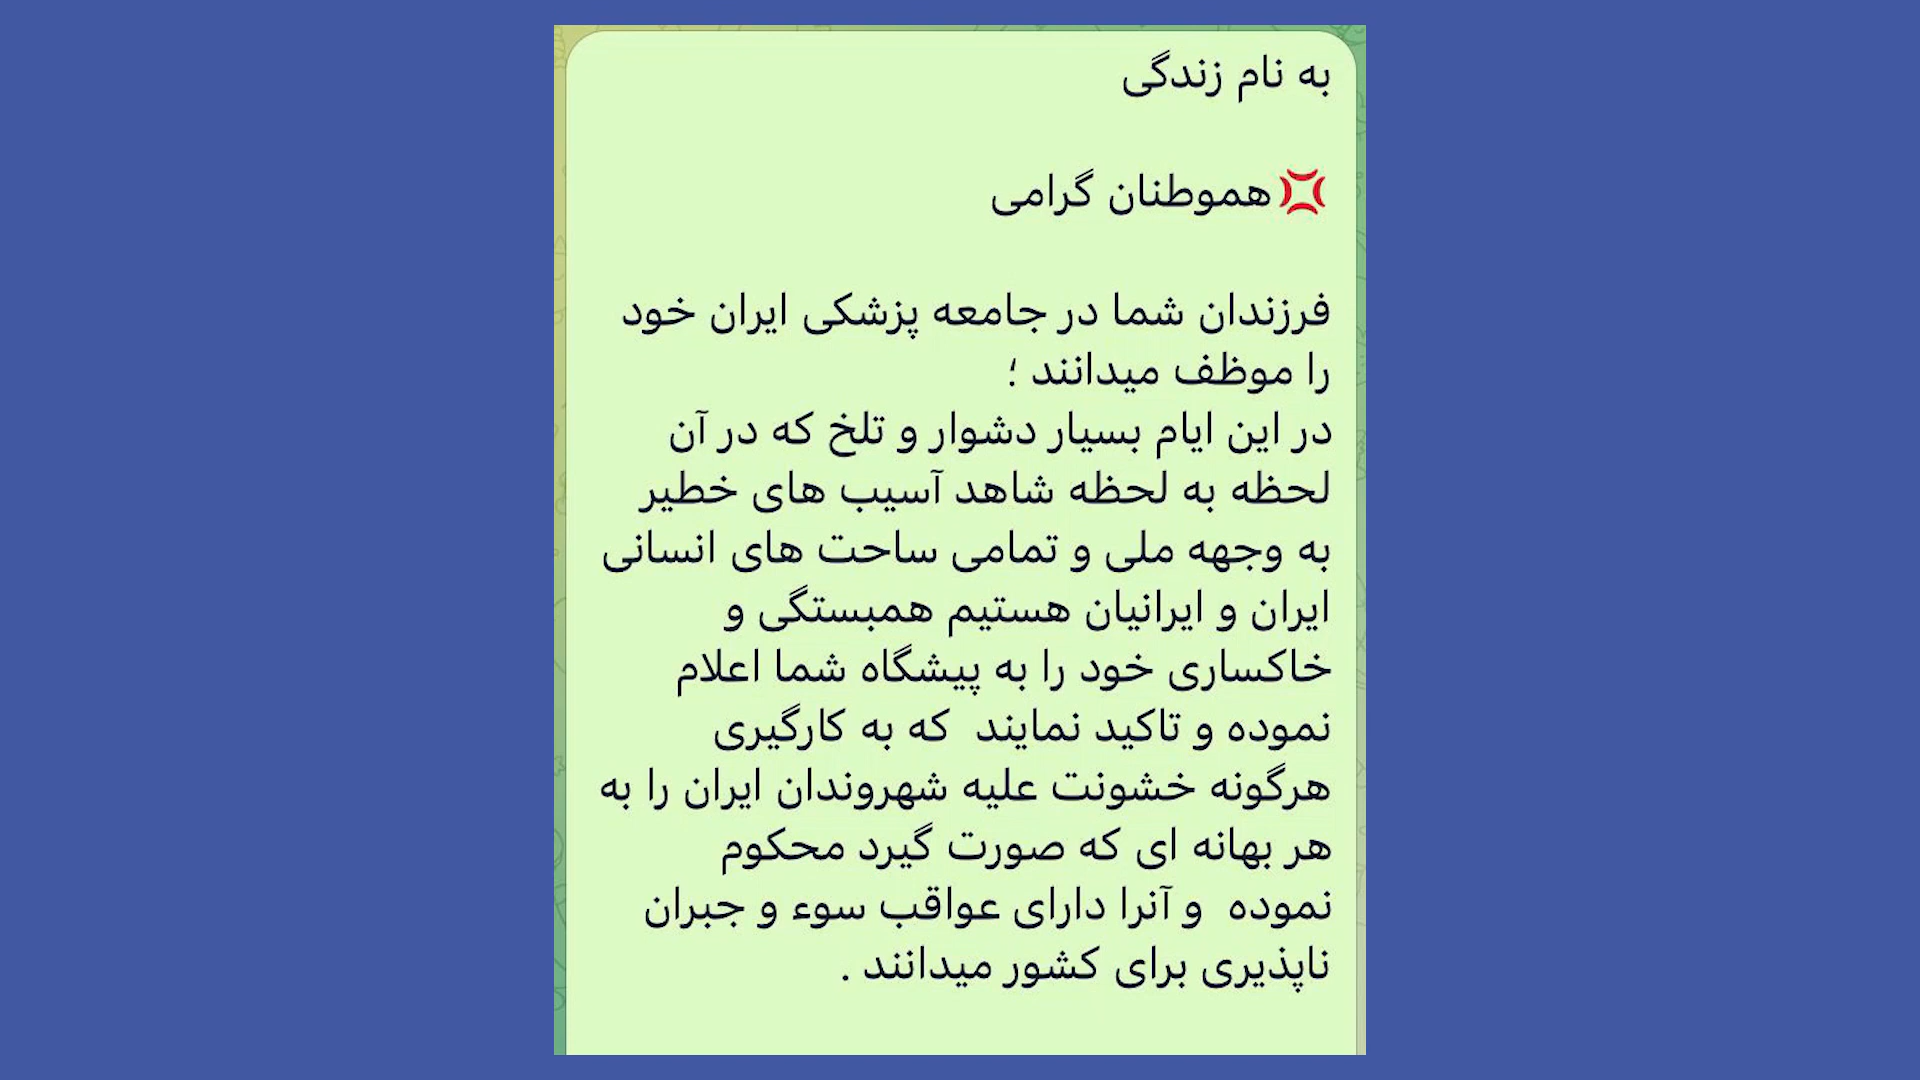 به نام زندگی
💢هموطنان گرامی
فرزندان شما در جامعه پزشکی ایران خود
را موظف میدانند ؛
در این ایام بسیار دشوار و تلخ که در آن
لحظه به لحظه شاهد آسیب های خطیر
به وجهه ملی و تمامی ساحت های انسانی
ایران و ایرانیان هستیم همبستگی و
خاکساری خود را به پیشگاه شما اعلام
نموده و تاکید نمایند  که به کارگیری
هرگونه خشونت علیه شهروندان ایران را به
هر بهانه ای که صورت گیرد محکوم
نموده  و آنرا دارای عواقب سوء و جبران
ناپذیری برای کشور میدانند .